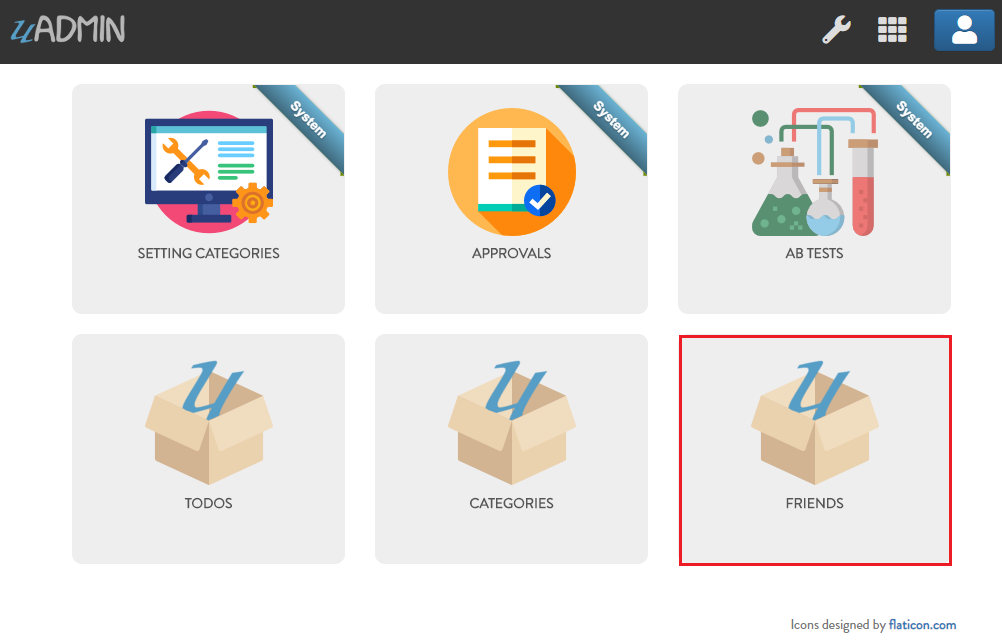 uADMIN
System
System
System
SETTING CATEGORIES
APPROVALS
AB TESTS
u
u
u
TODOS
CATEGORIES
FRIENDS
Icons designed by flaticon.com